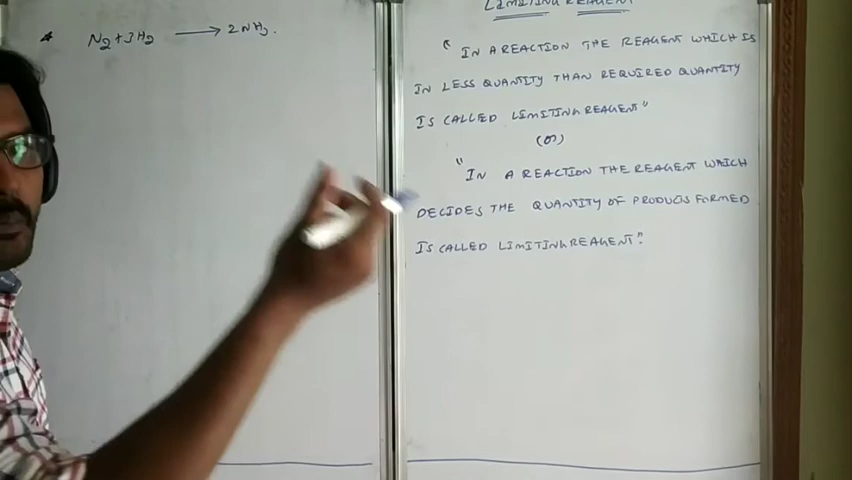 N2+3H2 → 2NH3.
LIMITING REAGENT
"IN A REACTION THE REAGENT WHICH IS
IN LESS QUANTITY THAN REQUIRED QUANTITY
IS CALLED LIMITING REAGENT"
(or)
"IN A REACTION THE REAGENT WHICH
DECIDES THE QUANTITY OF PRODUCTS FORMED
IS CALLED LIMITING REAGENT".